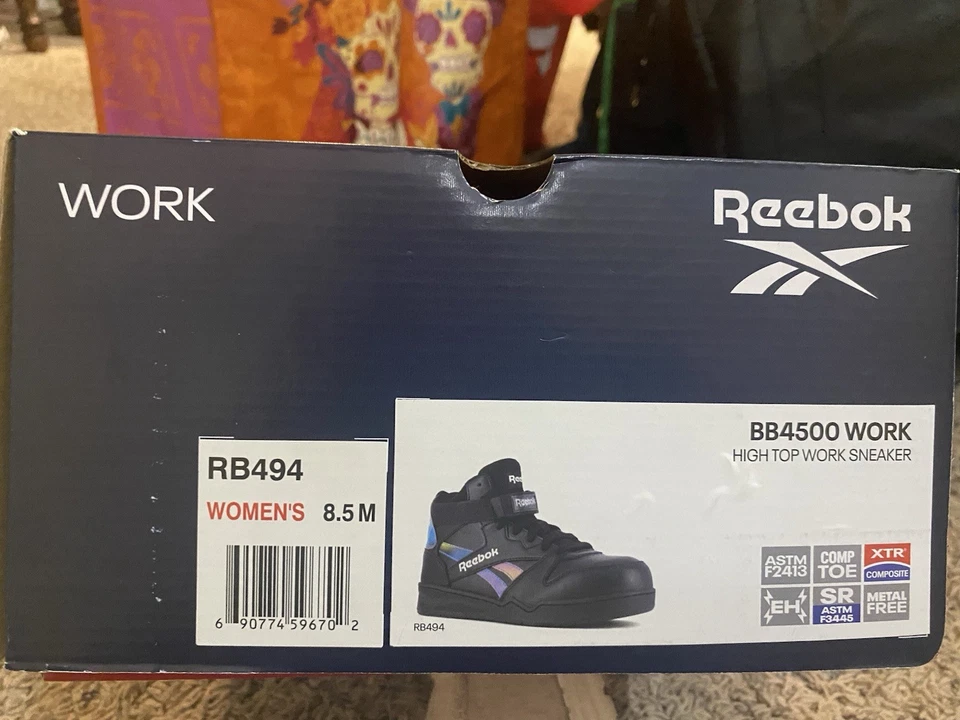 WORK
Reebok
RB494
WOMEN'S 8.5 M
6 90774 59670 2
BB4500 WORK
HIGH TOP WORK SNEAKER
Reebok
Reebok
RB494
ASTM
F2413
COMP
TOE
XTR
COMPOSITE
EH
SR
ASTM
F3445
METAL
FREE